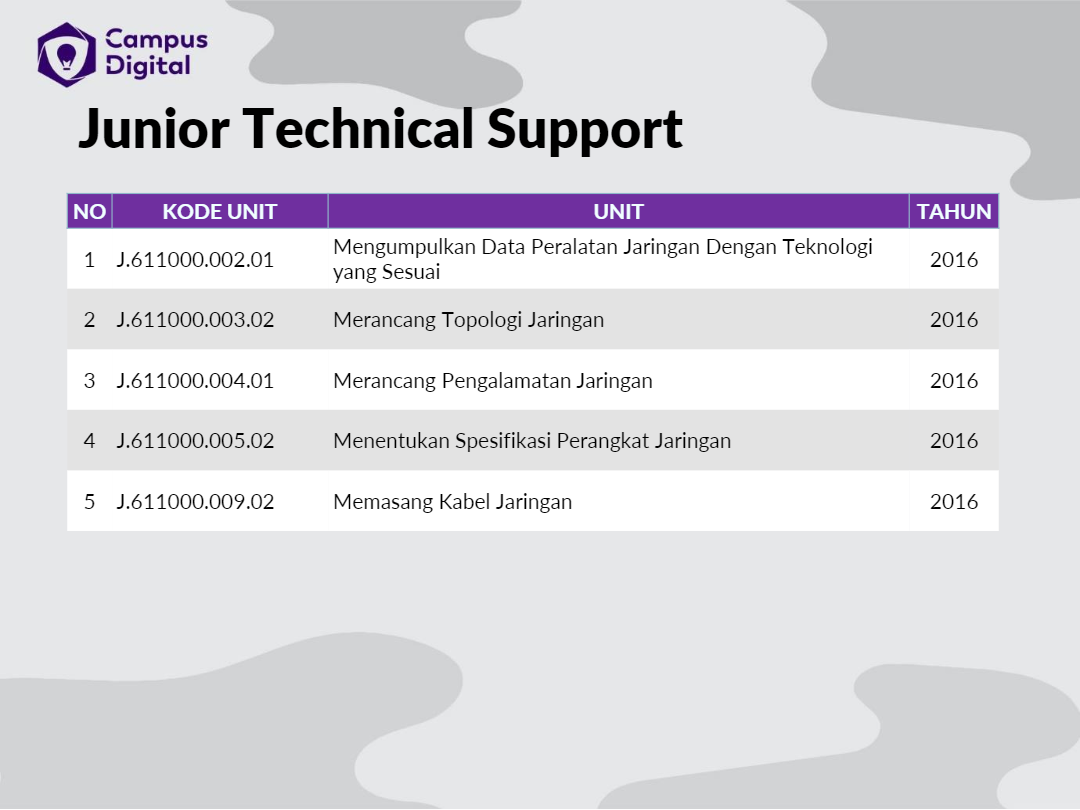 Campus
Digital
Junior Technical Support
NO KODE UNIT UNIT TAHUN
1 J.611000.002.01 Mengumpulkan Data Peralatan Jaringan Dengan Teknologi
yang Sesuai 2016
2 J.611000.003.02 Merancang Topologi Jaringan 2016
3 J.611000.004.01 Merancang Pengalamatan Jaringan 2016
4 J.611000.005.02 Menentukan Spesifikasi Perangkat Jaringan 2016
5 J.611000.009.02 Memasang Kabel Jaringan 2016